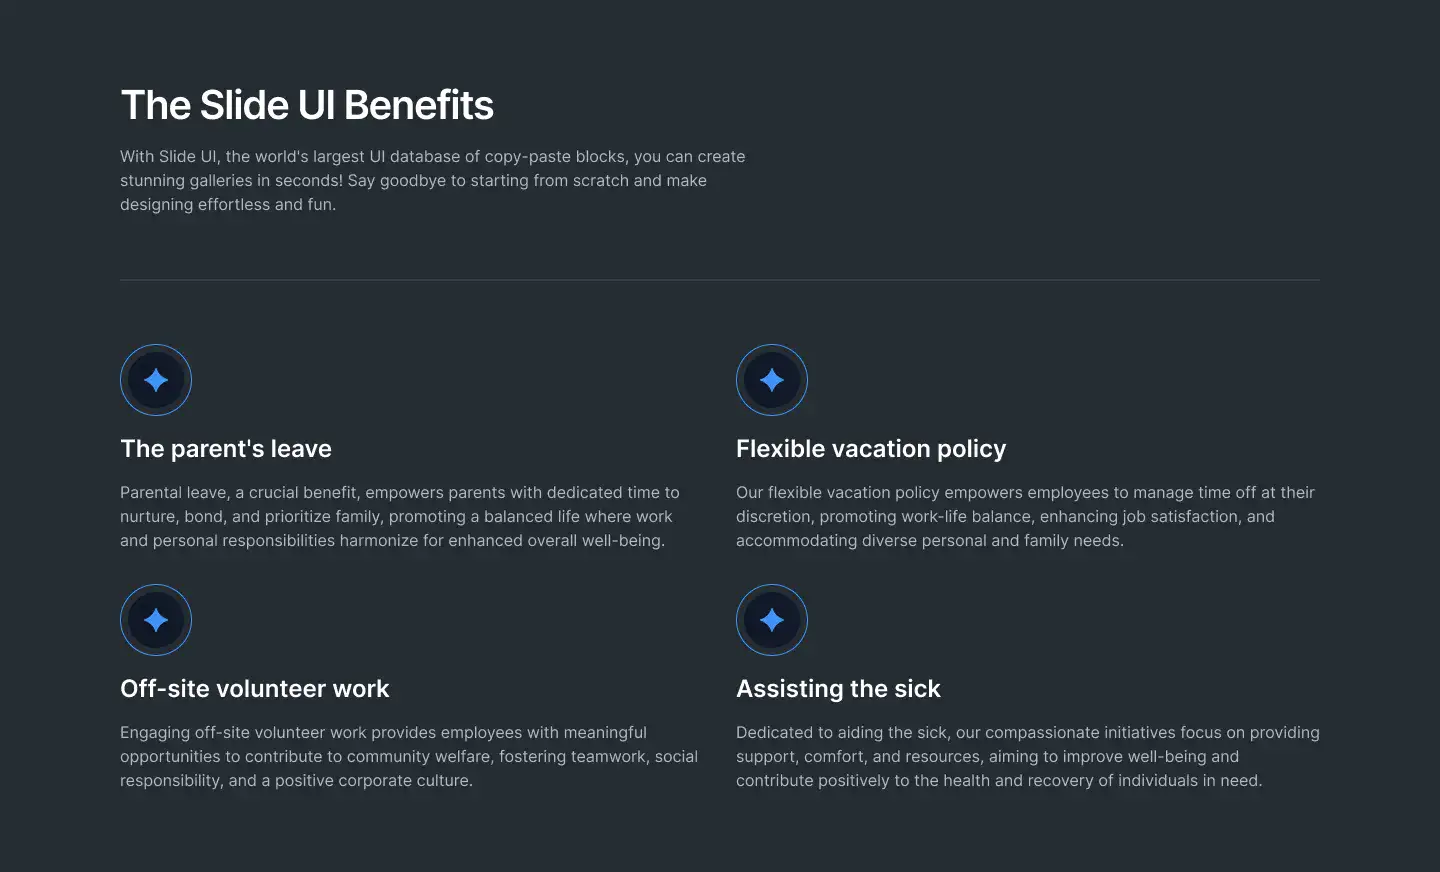 The Slide UI Benefits
With Slide UI, the world's largest UI database of copy-paste blocks, you can create
stunning galleries in seconds! Say goodbye to starting from scratch and make
designing effortless and fun.
The parent's leave
Parental leave, a crucial benefit, empowers parents with dedicated time to
nurture, bond, and prioritize family, promoting a balanced life where work
and personal responsibilities harmonize for enhanced overall well-being.
Flexible vacation policy
Our flexible vacation policy empowers employees to manage time off at their
discretion, promoting work-life balance, enhancing job satisfaction, and
accommodating diverse personal and family needs.
Off-site volunteer work
Engaging off-site volunteer work provides employees with meaningful
opportunities to contribute to community welfare, fostering teamwork, social
responsibility, and a positive corporate culture.
Assisting the sick
Dedicated to aiding the sick, our compassionate initiatives focus on providing
support, comfort, and resources, aiming to improve well-being and
contribute positively to the health and recovery of individuals in need.